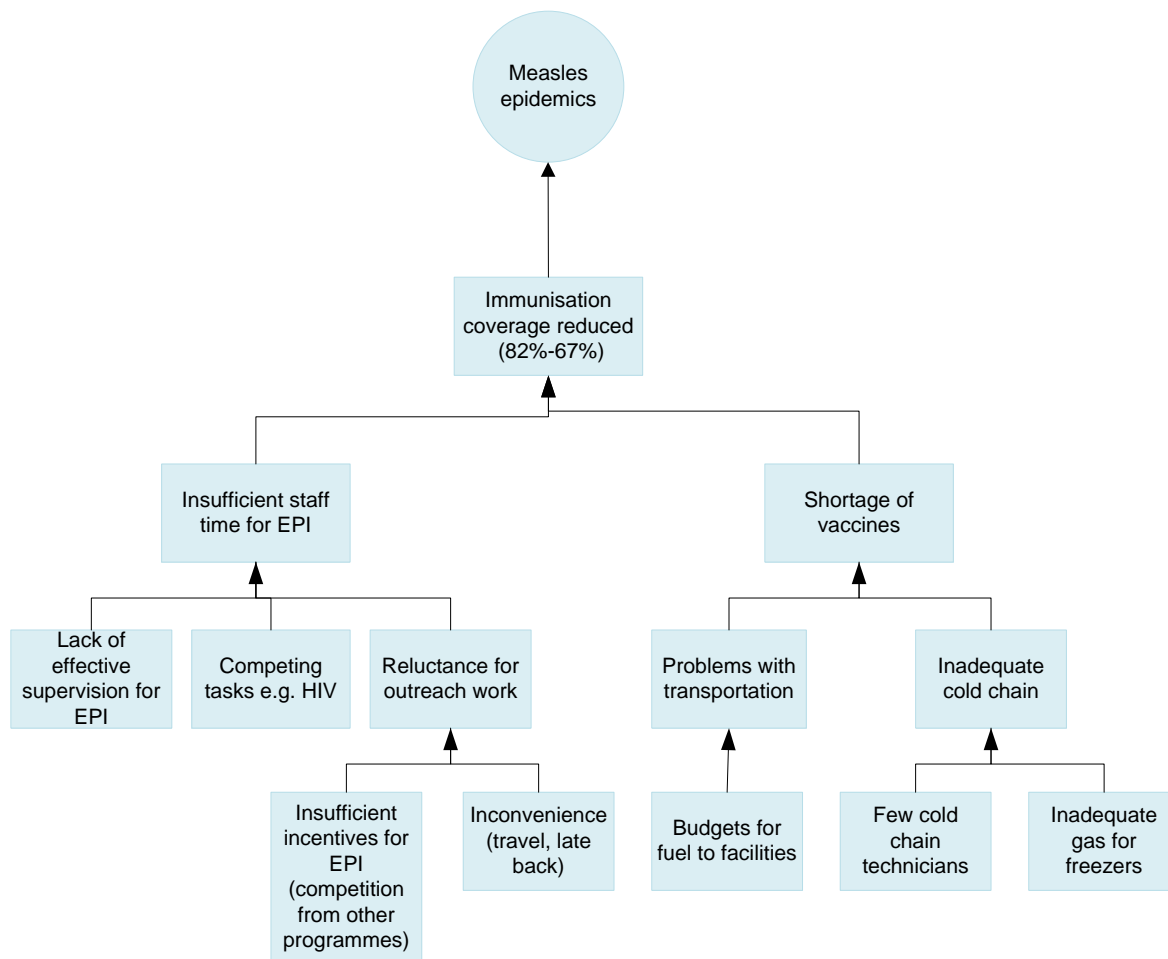 Measles
epidemics
Immunisation
coverage reduced
(82%-67%)
Insufficient staff
time for EPI
Shortage of
vaccines
Lack of
effective
supervision for
EPI
Competing
tasks e.g. HIV
Reluctance for
outreach work
Problems with
transportation
Inadequate
cold chain
Insufficient
incentives for
EPI
(competition
from other
programmes)
Inconvenience
(travel, late
back)
Budgets for
fuel to facilities
Few cold
chain
technicians
Inadequate
gas for
freezers